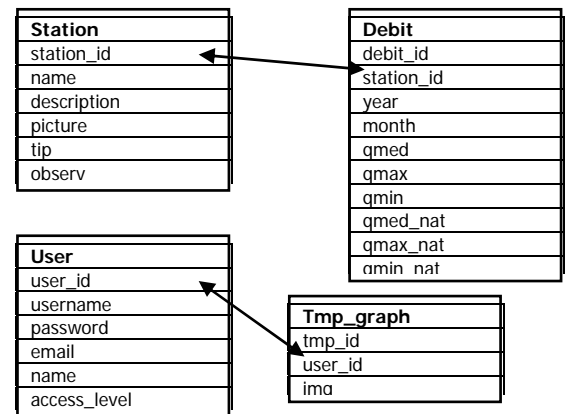 Station
station_id
name
description
picture
tip
observ
Debit
debit_id
station_id
year
month
qmed
qmax
qmin
qmed_nat
qmax_nat
qmin_nat
User
user_id
username
password
email
name
access_level
Tmp_graph
tmp_id
user_id
img